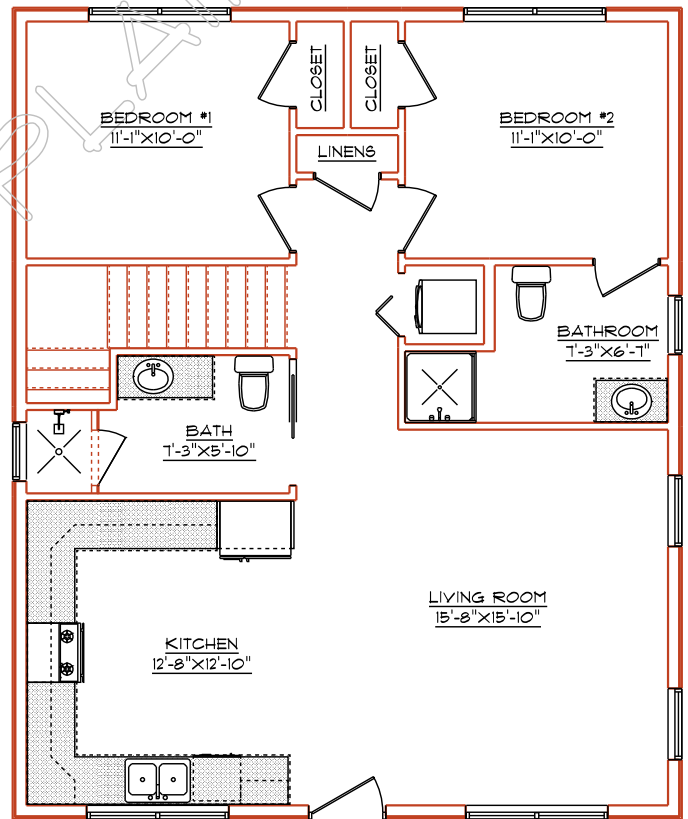 CLOSET
CLOSET
BEDROOM #1
11'-1"X10'-0"
BEDROOM #2
11'-1"X10'-0"
LINENS
BATHROOM
7'-3"X6'-7"
BATH
7'-3"X5'-10"
LIVING ROOM
15'-8"X15'-10"
KITCHEN
12'-8"X12'-10"